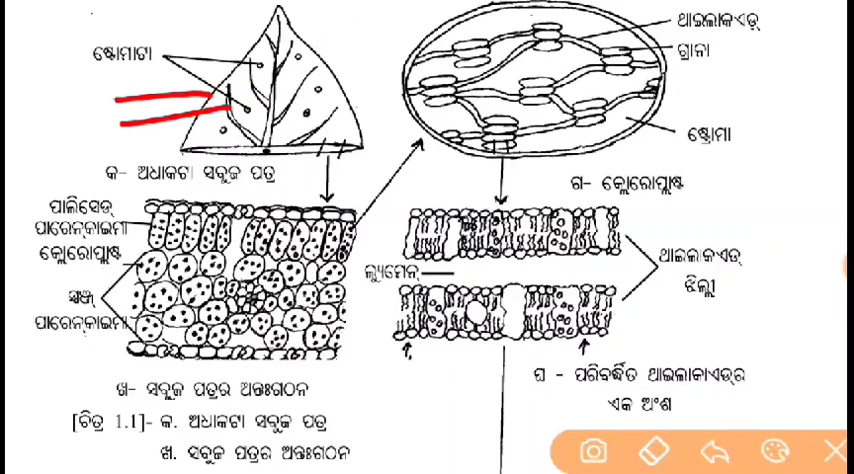 ଷ୍ଟୋମାଟା
ଥାଇଲାକଏଡ଼୍
ଗ୍ରାନା
ଷ୍ଟ୍ରୋମା
କ- ଅଧାକଟା ସବୁଜ ପତ୍ର
ଗ- କ୍ଲୋରୋପ୍ଲାଷ୍ଟ
ପାଲିସେଡ୍
ପାରେନ୍‌କାଇମା
କ୍ଲୋରୋପ୍ଲାଷ୍ଟ
ସ୍ପଞ୍ଜ୍
ପାରେନ୍‌କାଇମା
ଲ୍ୟୁମେନ୍
ଥାଇଲାକଏଡ୍
ଝିଲ୍ଲୀ
ଖ- ସବୁଜ ପତ୍ରର ଅନ୍ତଃଗଠନ
ଘ - ପରିବର୍ଦ୍ଧିତ ଥାଇଲାକାଏଡ୍‌ର
ଏକ ଅଂଶ
[ଚିତ୍ର 1.1]- କ. ଅଧାକଟା ସବୁଜ ପତ୍ର
ଖ. ସବୁଜ ପତ୍ରର ଅନ୍ତଃଗଠନ